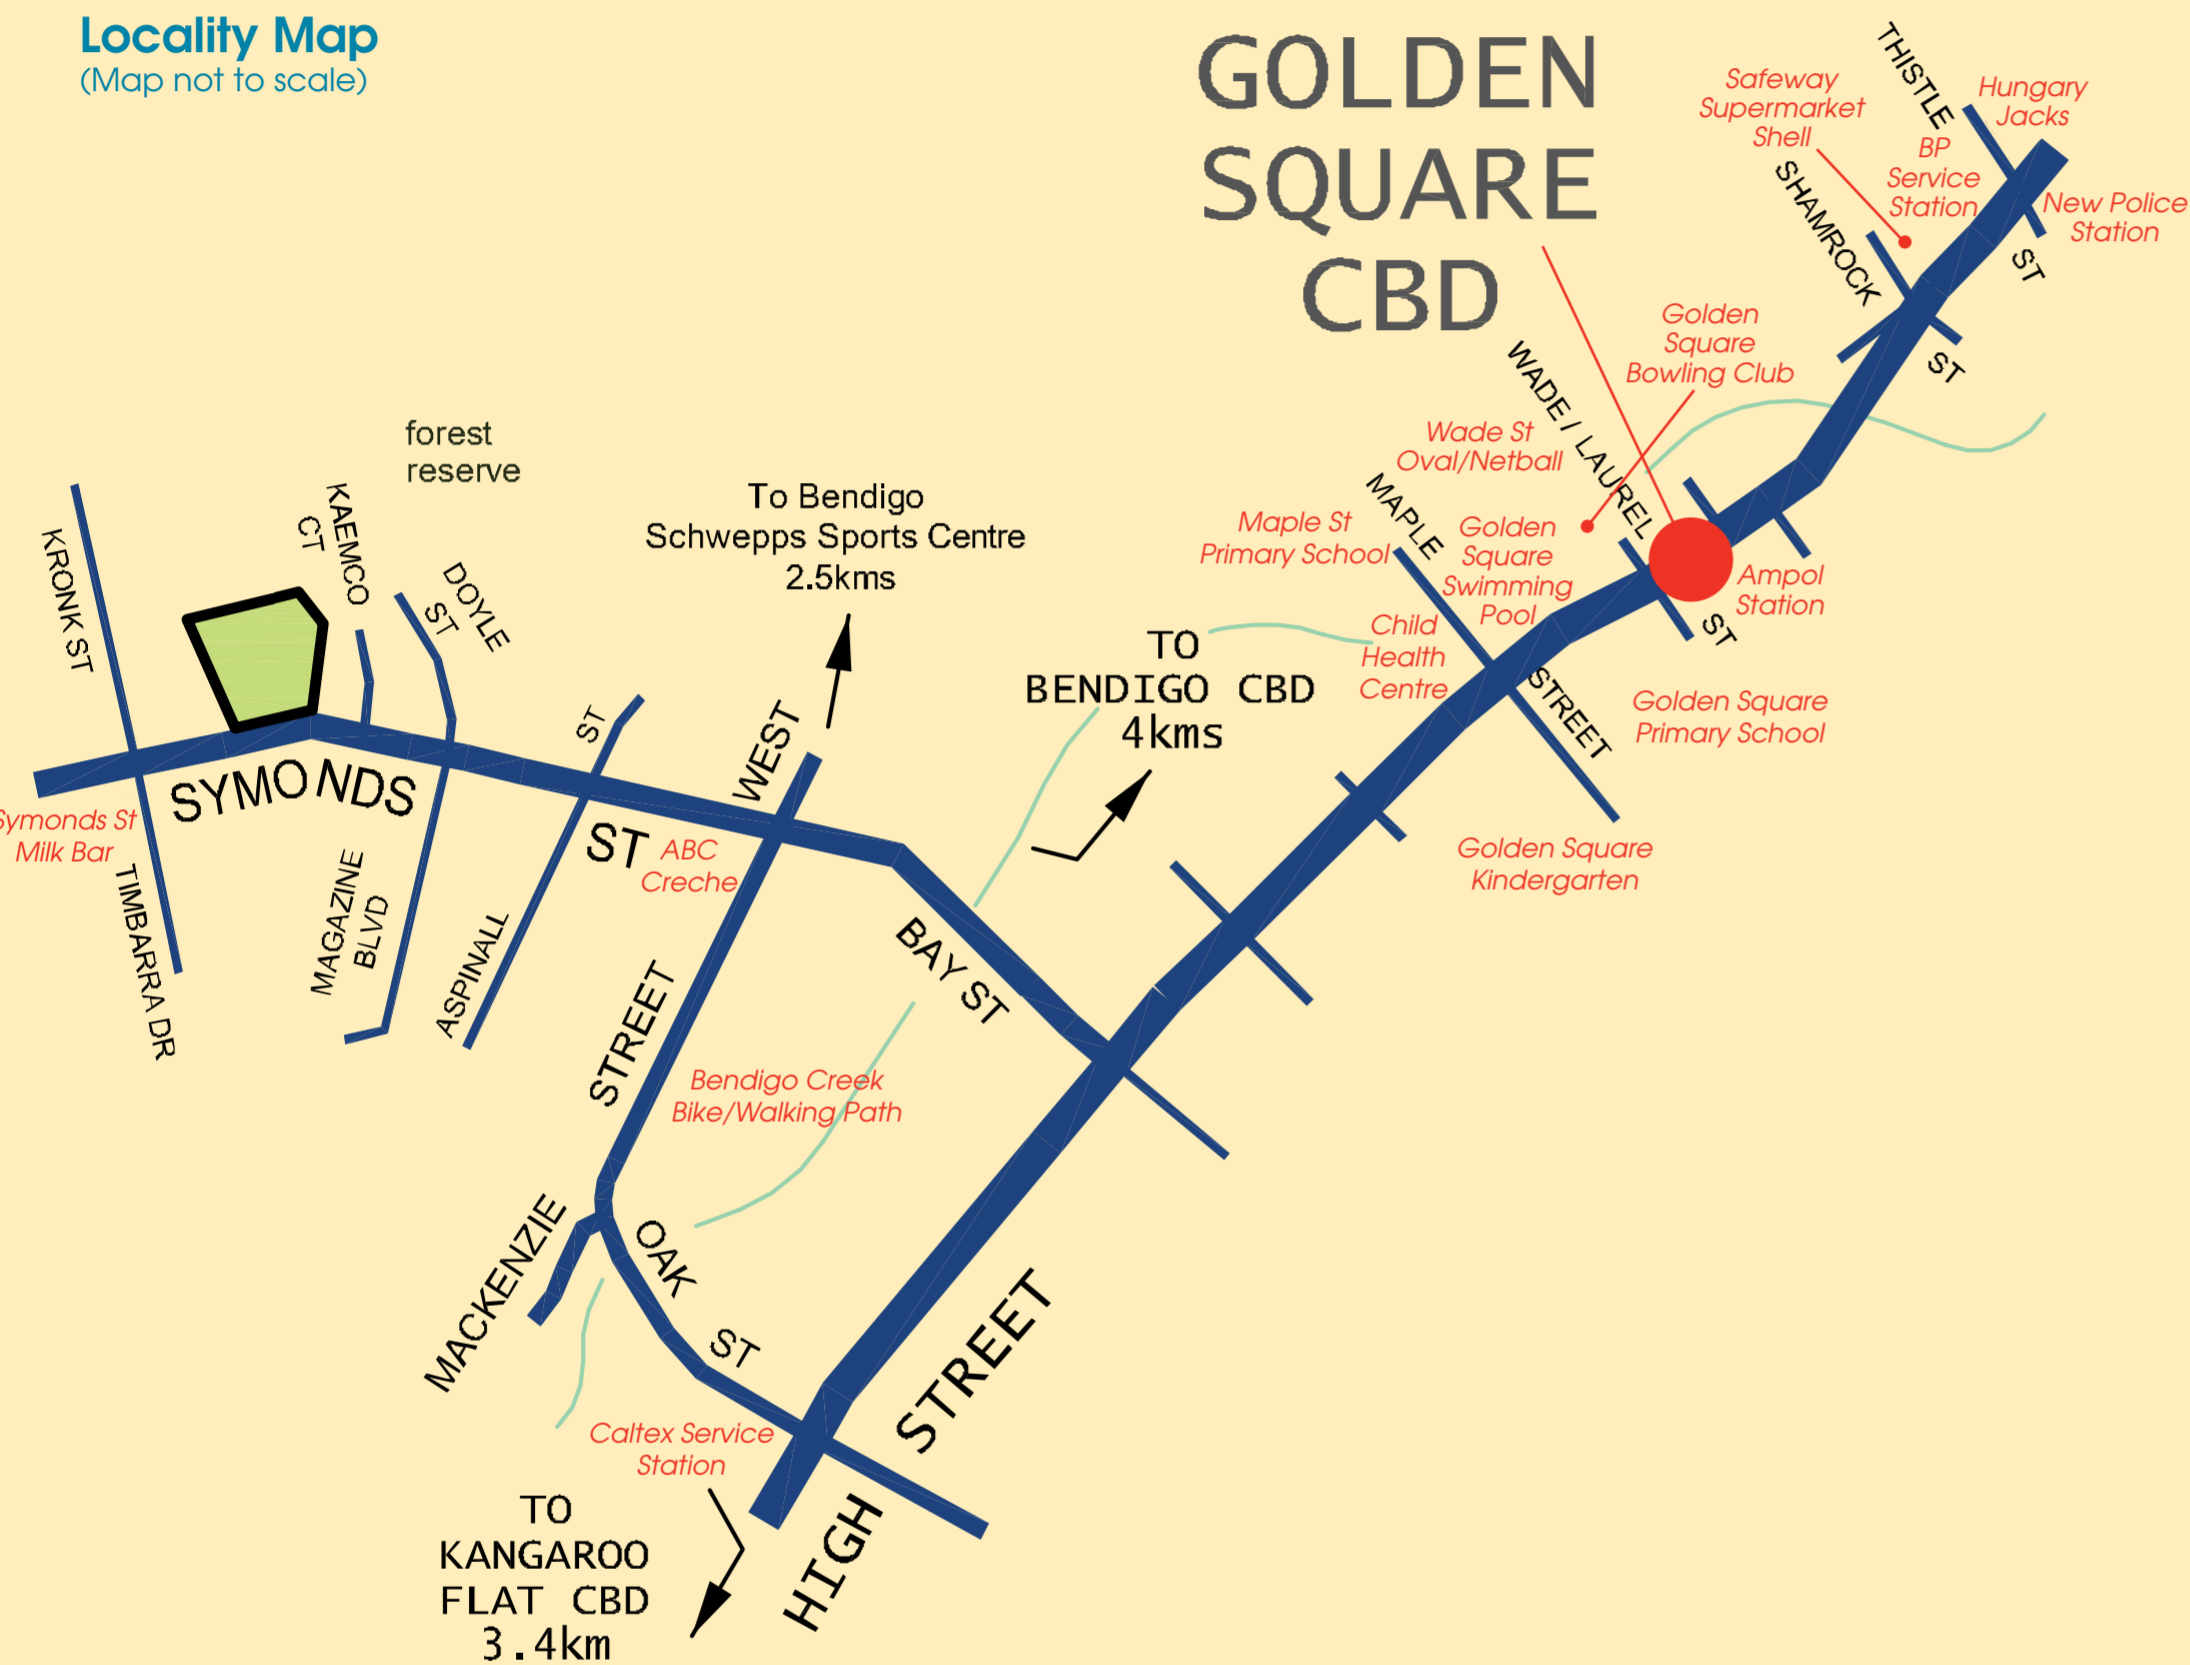 Locality Map
(Map not to scale)
GOLDEN
SQUARE
CBD
THISTLE
ST
Hungary
Jacks
Safeway
Supermarket
Shell
BP
Service
Station
New Police
Station
SHAMROCK
ST
Golden
Square
Bowling Club
WADE / LAUREL
ST
Wade St
Oval/Netball
MAPLE
STREET
Maple St
Primary School
Golden
Square
Swimming
Pool
Ampol
Station
Child
Health
Centre
Golden Square
Primary School
Golden Square
Kindergarten
forest
reserve
KRONK ST
KAEMCO
CT
DOYLE
ST
To Bendigo
Schwepps Sports Centre
2.5kms
TO
BENDIGO CBD
4kms
SYMONDS
ST
Symonds St
Milk Bar
TIMBARRA DR
MAGAZINE
BLVD
ASPINALL
ST
ABC
Creche
WEST
STREET
BAY ST
Bendigo Creek
Bike/Walking Path
MACKENZIE
OAK
ST
Caltex Service
Station
HIGH
STREET
TO
KANGAROO
FLAT CBD
3.4km